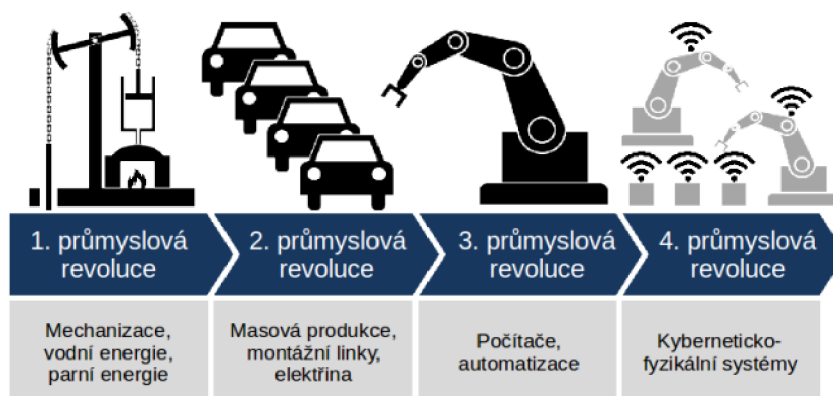 1. průmyslová
revoluce
2. průmyslová
revoluce
3. průmyslová
revoluce
4. průmyslová
revoluce
Mechanizace,
vodní energie,
parní energie
Masová produkce,
montážní linky,
elektřina
Počítače,
automatizace
Kyberneticko-
fyzikální systémy